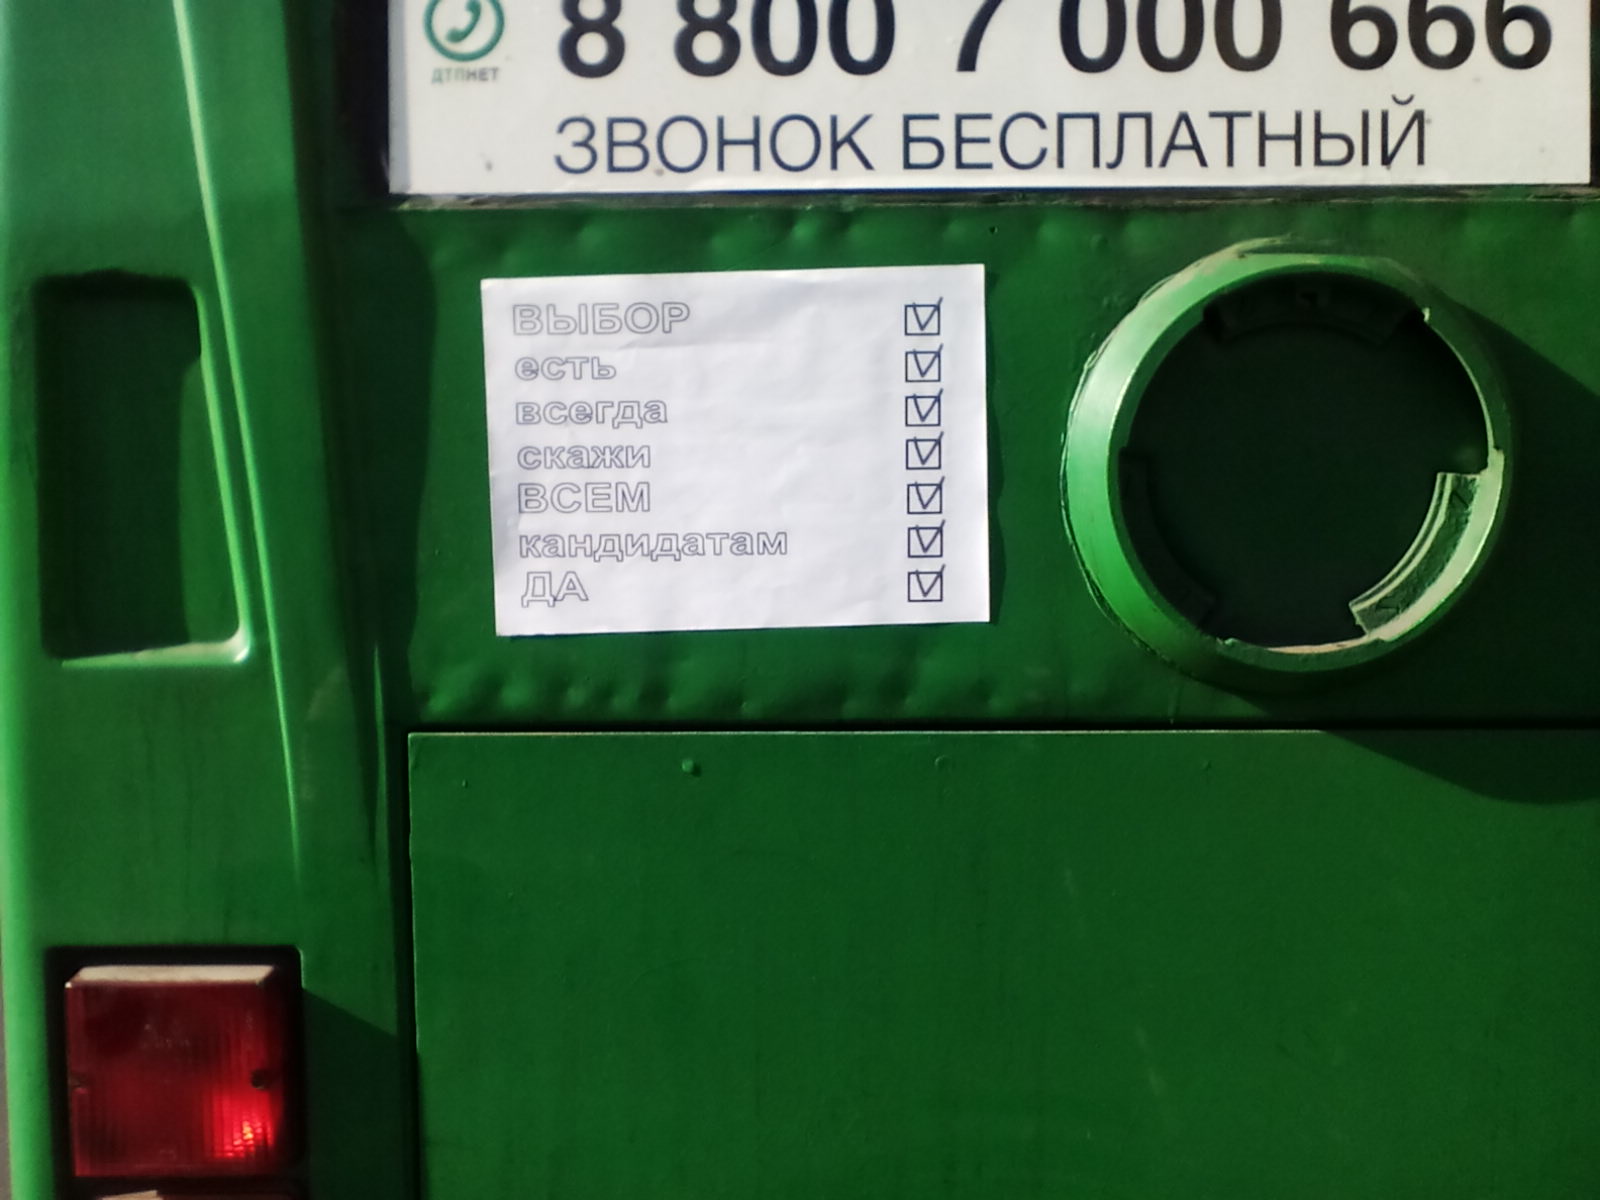 8 800 7 000 666
ДТПНЕТ
ЗВОНОК БЕСПЛАТНЫЙ
ВЫБОР
есть
всегда
скажи
ВСЕМ
кандидатам
ДА